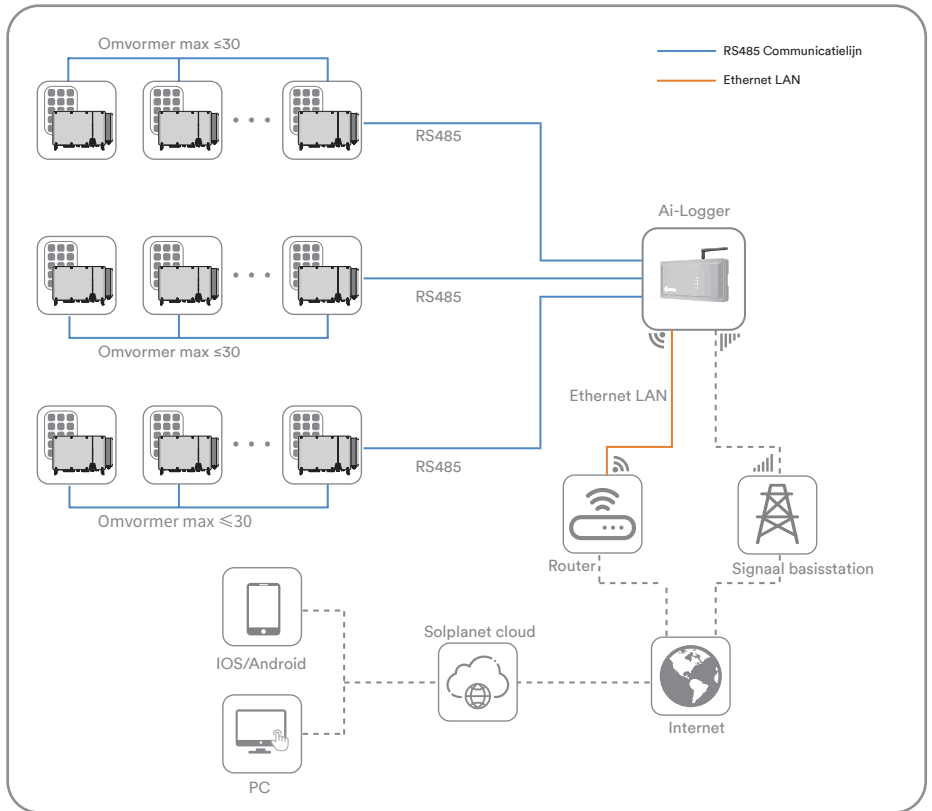 Omvormer max ≤30
RS485 Communicatielijn
Ethernet LAN
RS485
Ai-Logger
RS485
Omvormer max ≤30
Ethernet LAN
RS485
Omvormer max ≤30
Router
Signaal basisstation
Solplanet cloud
IOS/Android
Internet
PC